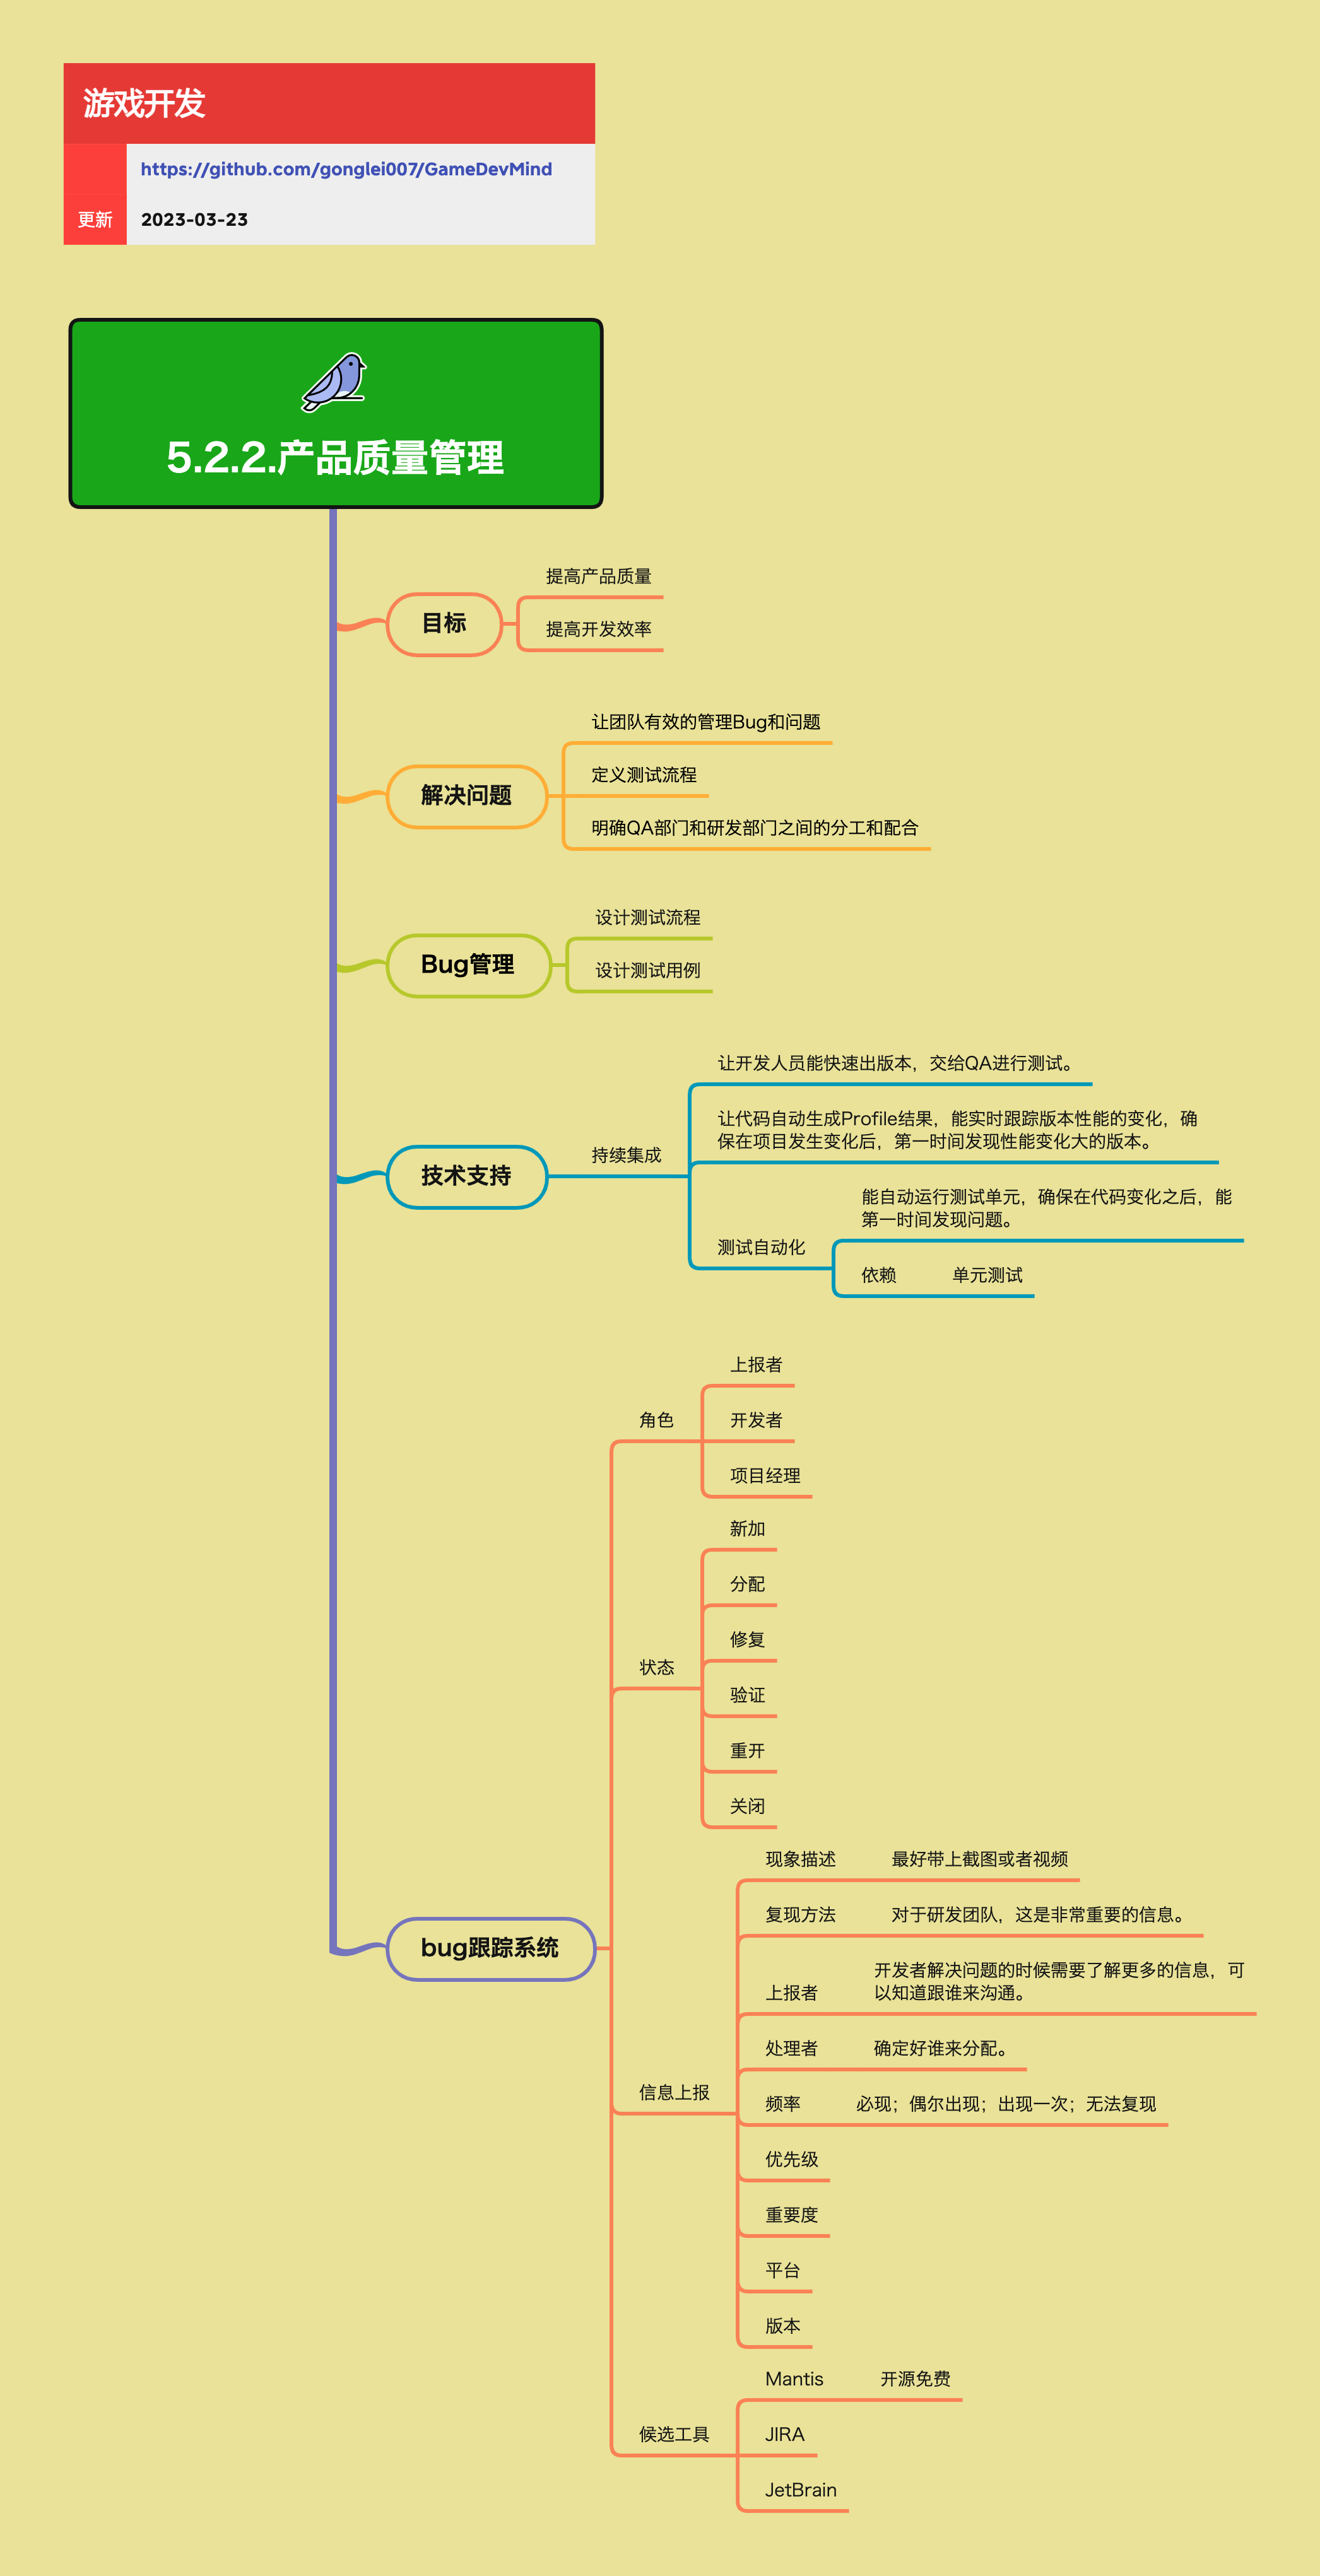 游戏开发
https://github.com/gonglei007/GameDevMind
更新 2023-03-23
5.2.2.产品质量管理
目标
提高产品质量
提高开发效率
解决问题
让团队有效的管理Bug和问题
定义测试流程
明确QA部门和研发部门之间的分工和配合
Bug管理
设计测试流程
设计测试用例
技术支持
持续集成
让开发人员能快速出版本，交给QA进行测试。
让代码自动生成Profile结果，能实时跟踪版本性能的变化，确
保在项目发生变化后，第一时间发现性能变化大的版本。
测试自动化
能自动运行测试单元，确保在代码变化之后，能
第一时间发现问题。
依赖 单元测试
bug跟踪系统
角色
上报者
开发者
项目经理
状态
新加
分配
修复
验证
重开
关闭
信息上报
现象描述 最好带上截图或者视频
复现方法 对于研发团队，这是非常重要的信息。
上报者
开发者解决问题的时候需要了解更多的信息，可
以知道跟谁来沟通。
处理者 确定好谁来分配。
频率 必现；偶尔出现；出现一次；无法复现
优先级
重要度
平台
版本
候选工具
Mantis 开源免费
JIRA
JetBrain